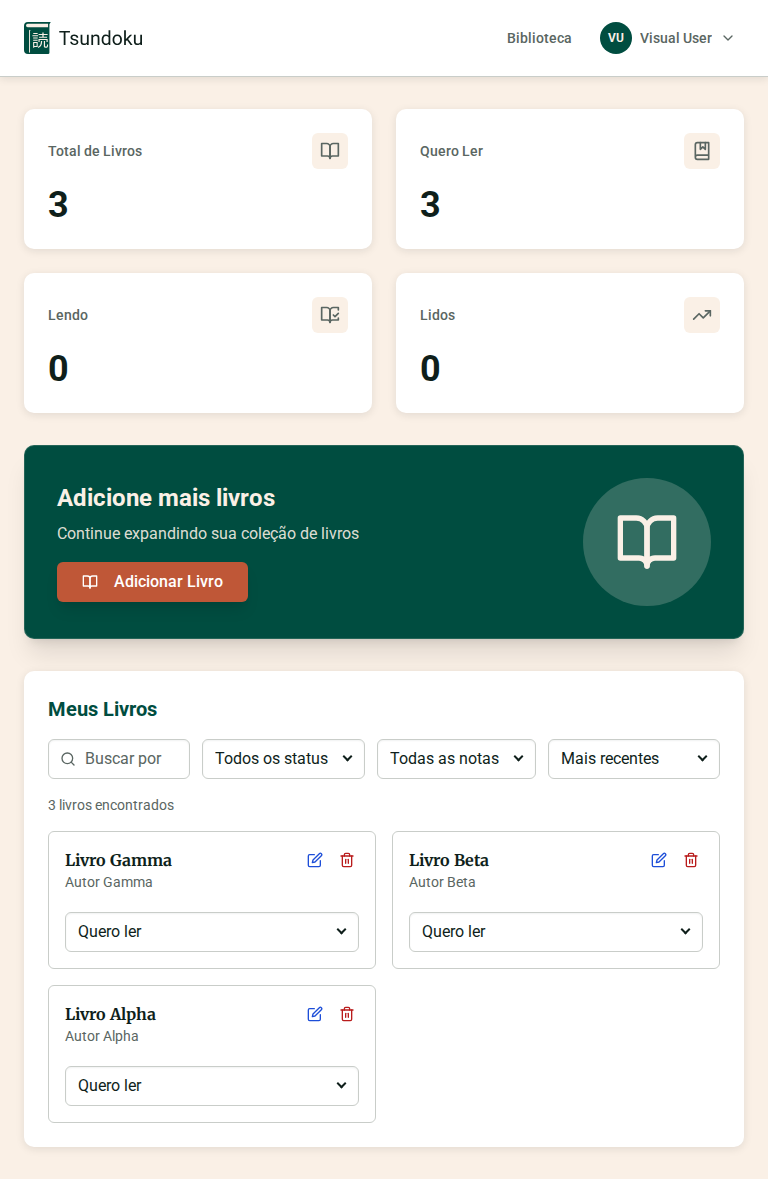 読 Tsundoku
Biblioteca
VU Visual User
Total de Livros
3
Quero Ler
3
Lendo
0
Lidos
0
Adicione mais livros
Continue expandindo sua coleção de livros
Adicionar Livro
Meus Livros
Buscar por
Todos os status
Todas as notas
Mais recentes
3 livros encontrados
Livro Gamma
Autor Gamma
Quero ler
Livro Beta
Autor Beta
Quero ler
Livro Alpha
Autor Alpha
Quero ler